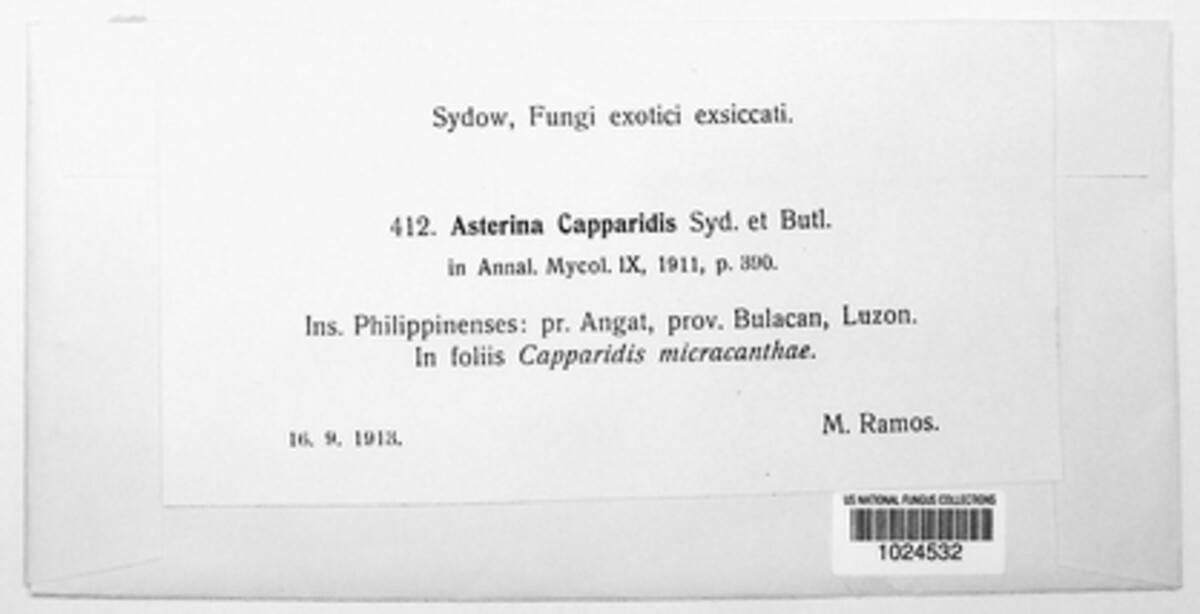 Sydow, Fungi exotici exsiccati.
412. Asterina Capparidis Syd. et Butl.
in Annal. Mycol. IX, 1911, p. 390.
Ins. Philippinenses: pr. Angat, prov. Bulacan, Luzon.
In foliis Capparidis micracanthae.
16. 9. 1913.
M. Ramos.
US NATIONAL FUNGUS COLLECTIONS
1024532